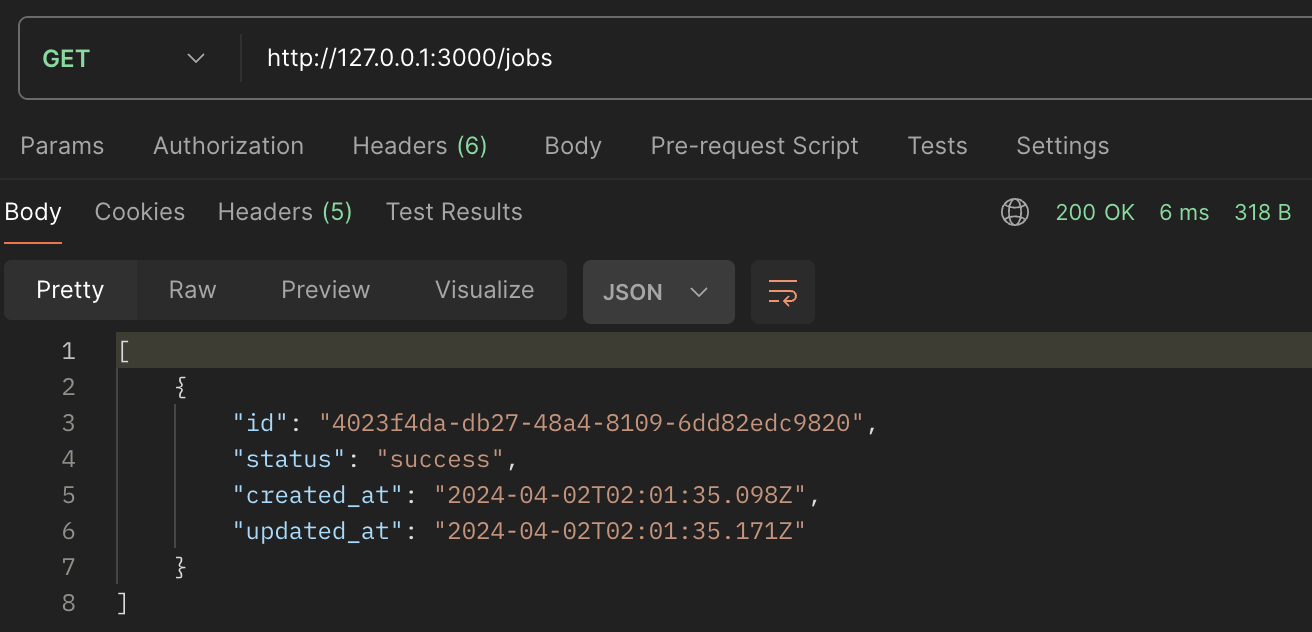 GET http://127.0.0.1:3000/jobs
Params Authorization Headers (6) Body Pre-request Script Tests Settings
Body Cookies Headers (5) Test Results 200 OK 6 ms 318 B
Pretty Raw Preview Visualize JSON
1 [
2 {
3 "id": "4023f4da-db27-48a4-8109-6dd82edc9820",
4 "status": "success",
5 "created_at": "2024-04-02T02:01:35.098Z",
6 "updated_at": "2024-04-02T02:01:35.171Z"
7 }
8 ]